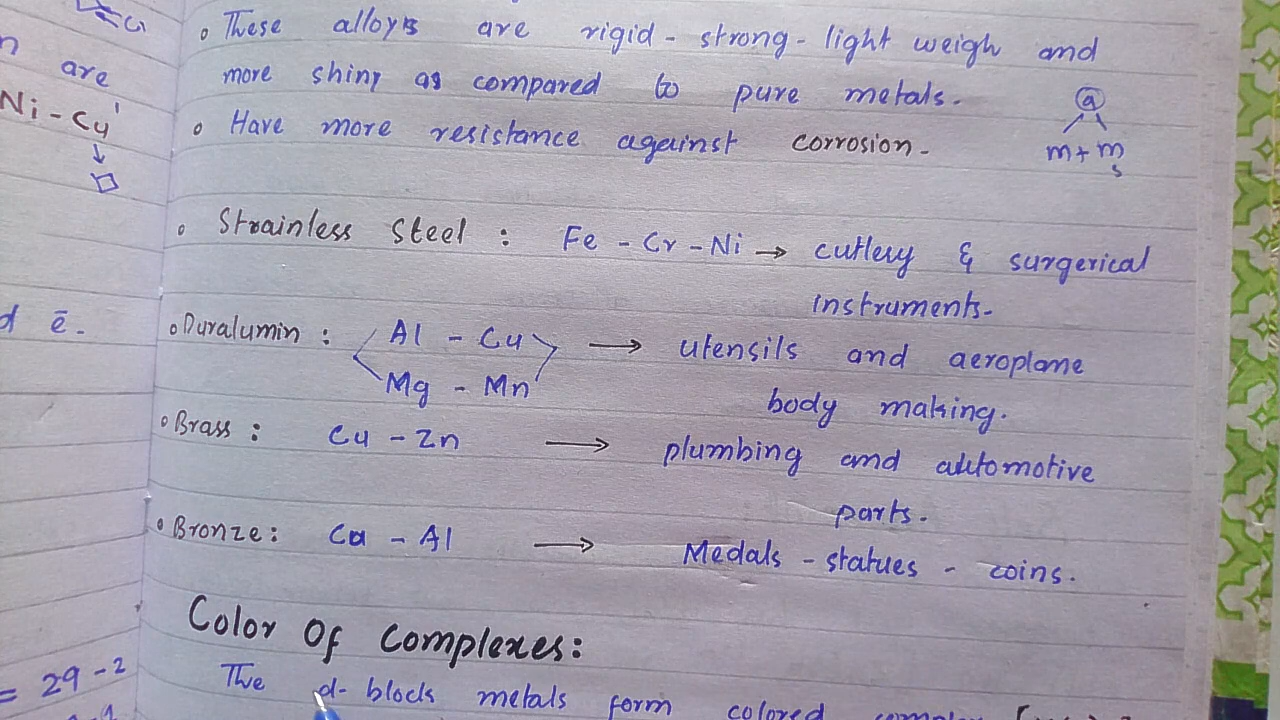 n are
Ni - Cu
↓
d ē.
= 29 - 2
∘ These alloys are rigid - strong - light weigh and
more shiny as compared to pure metals.
∘ Have more resistance against corrosion.
a
m + m
s
∘ Strainless Steel : Fe - Cr - Ni → cutlery & surgerical
instruments.
∘ Duralumin : Al - Cu → utensils and aeroplane
Mg - Mn body making.
∘ Brass : Cu - Zn → plumbing and automotive
parts.
∘ Bronze : Cu - Al → Medals - statues - coins.
Color Of Complexes:
The d- block metals form colored